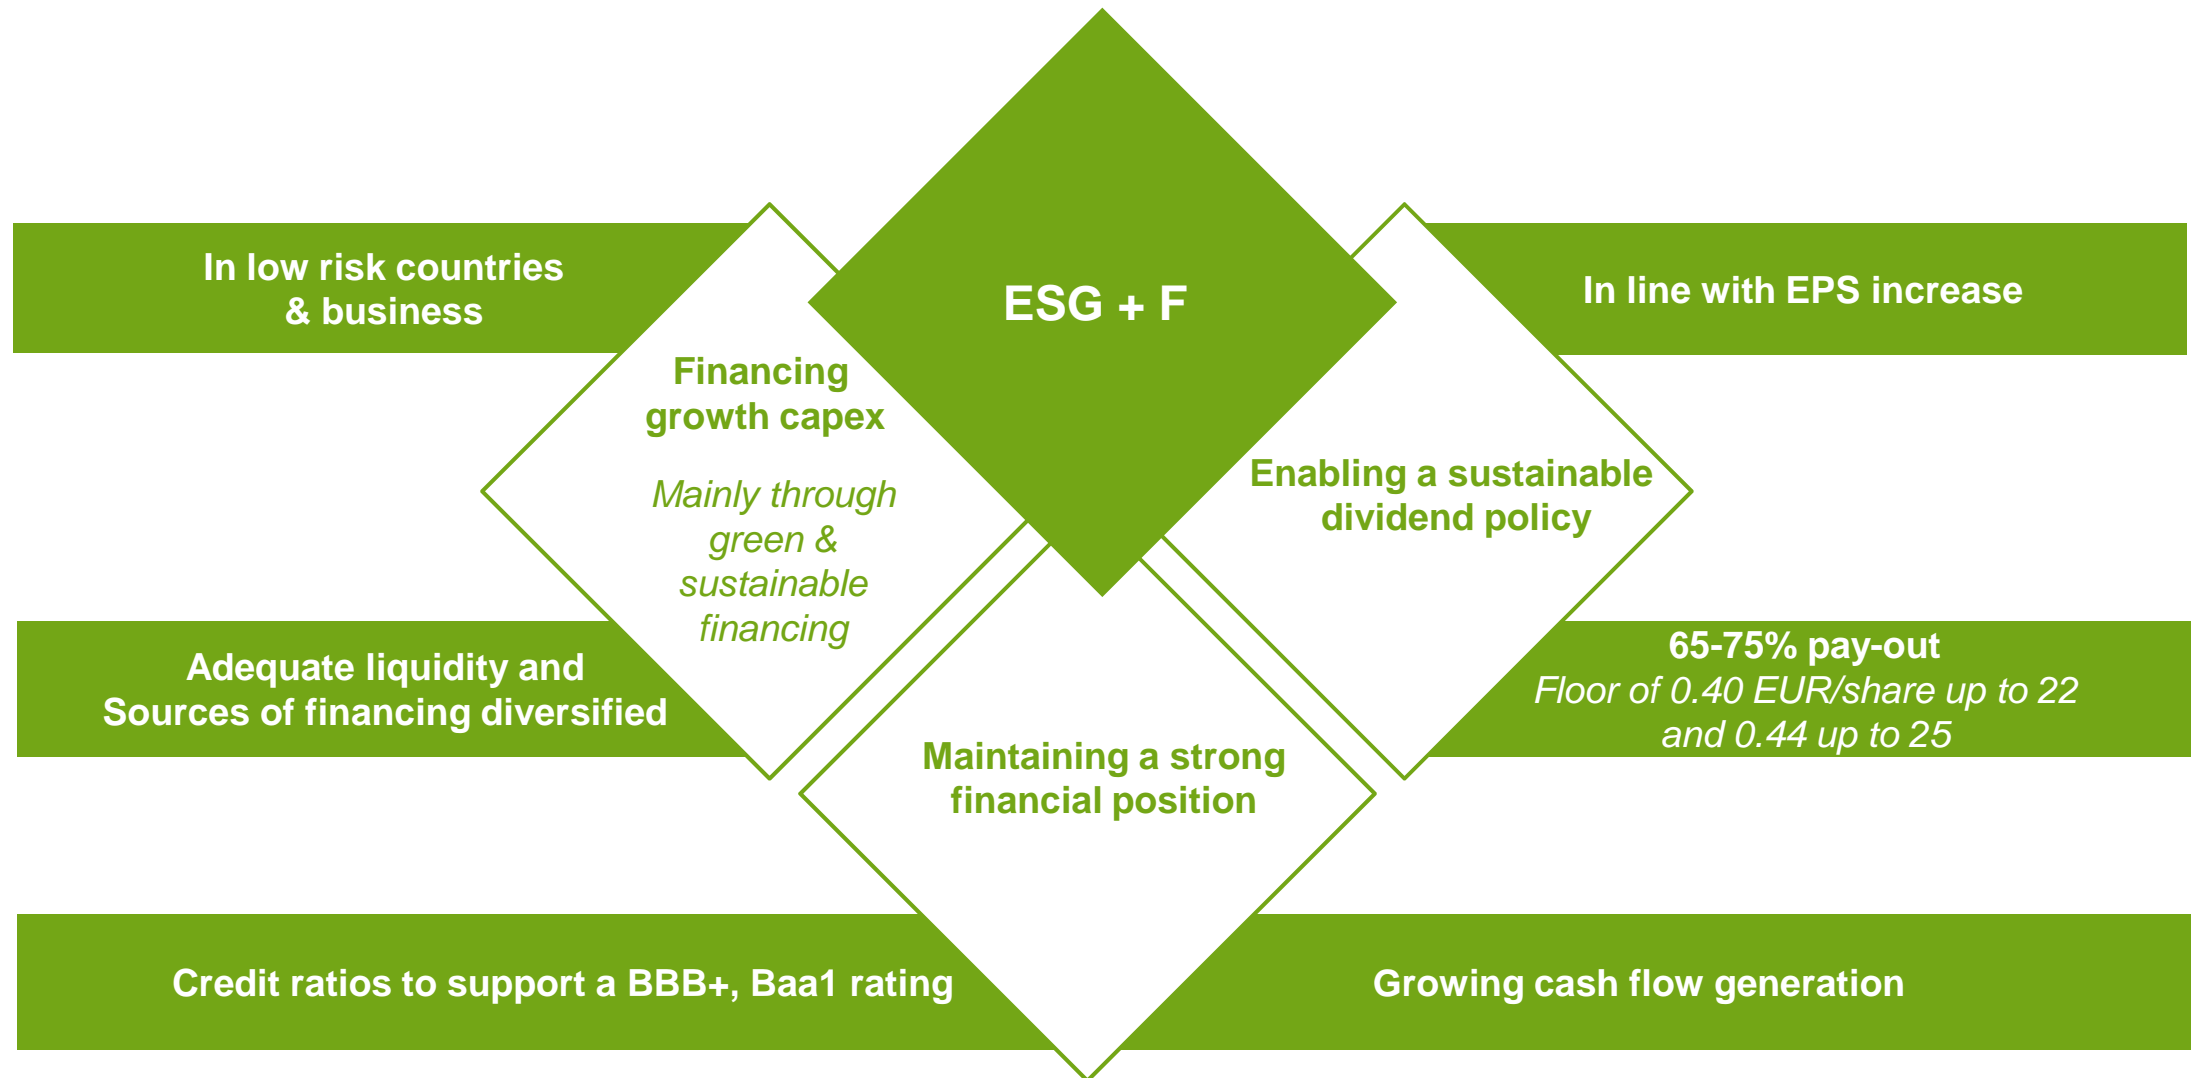 ESG + F
In low risk countries
& business
Financing
growth capex
Mainly through
green &
sustainable
financing
Adequate liquidity and
Sources of financing diversified
In line with EPS increase
Enabling a sustainable
dividend policy
65-75% pay-out
Floor of 0.40 EUR/share up to 22
and 0.44 up to 25
Maintaining a strong
financial position
Credit ratios to support a BBB+, Baa1 rating
Growing cash flow generation